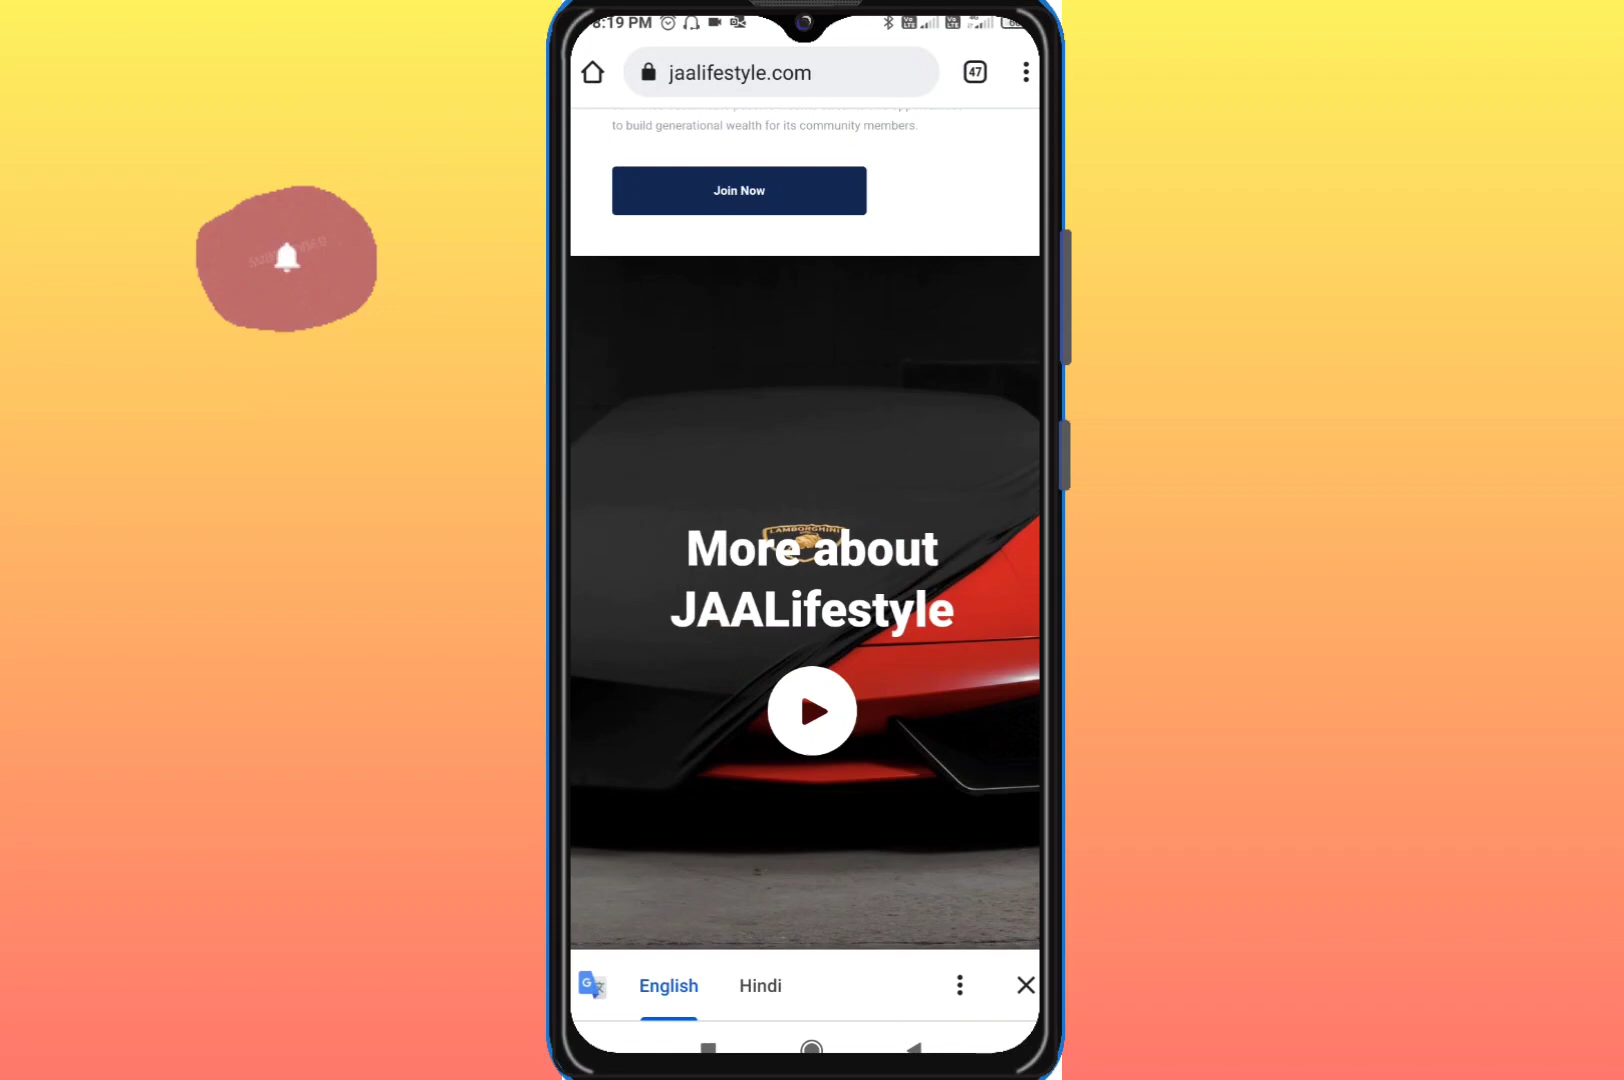 8:19 PM
jaalifestyle.com
47
to build generational wealth for its community members.
Join Now
LAMBORGHINI
More about
JAALifestyle
English
Hindi